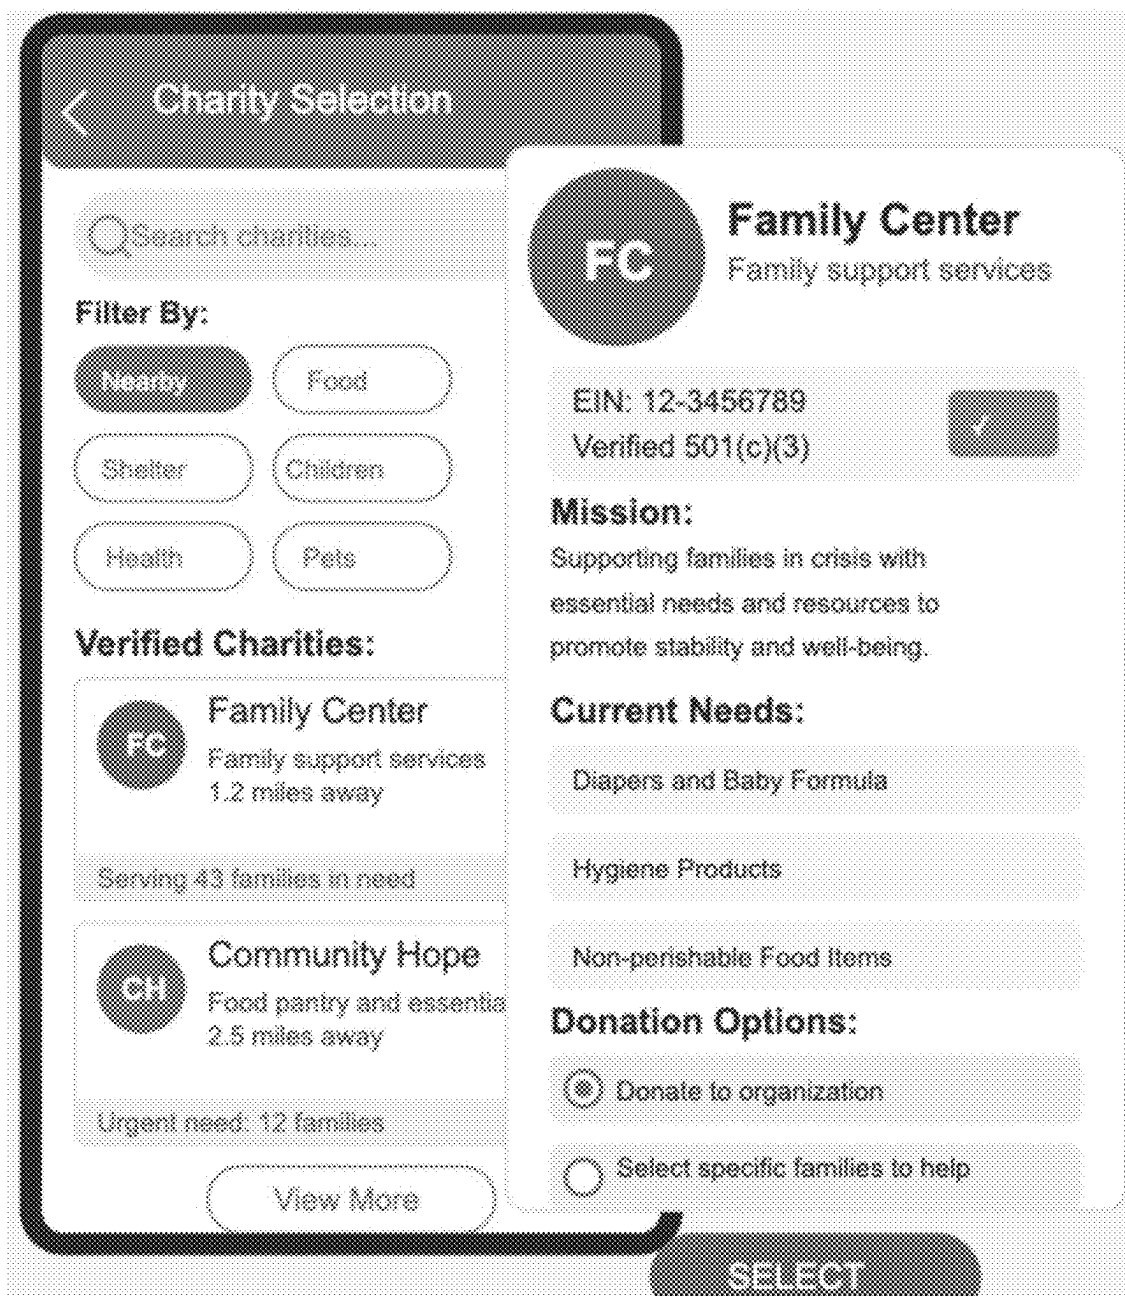 Charity Selection
Search charities...
Filter By:
Nearby
Food
Shelter
Children
Health
Pets
Verified Charities:
FC
Family Center
Family support services
1.2 miles away
Serving 43 families in need
CH
Community Hope
Food pantry and essentia
2.5 miles away
Urgent need: 12 families
View More
FC
Family Center
Family support services
EIN: 12-3456789
Verified 501(c)(3)
✓
Mission:
Supporting families in crisis with
essential needs and resources to
promote stability and well-being.
Current Needs:
Diapers and Baby Formula
Hygiene Products
Non-perishable Food Items
Donation Options:
Donate to organization
Select specific families to help
SELECT